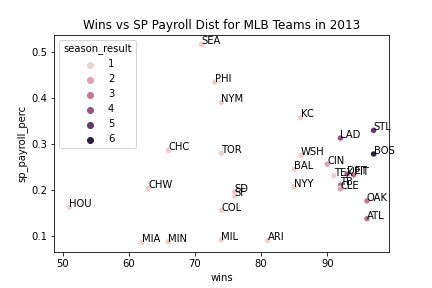 Wins vs SP Payroll Dist for MLB Teams in 2013
season_result
1
2
3
4
5
6
sp_payroll_perc
0.5
0.4
0.3
0.2
0.1
SEA
PHI
NYM
KC
STL
LAD
CHC
TOR
WSH
BOS
CIN
BAL
TEX
DET
PIT
TB
CLE
NYY
CHW
SD
SF
OAK
HOU
COL
ATL
MIA
MIN
MIL
ARI
50
60
70
80
90
wins